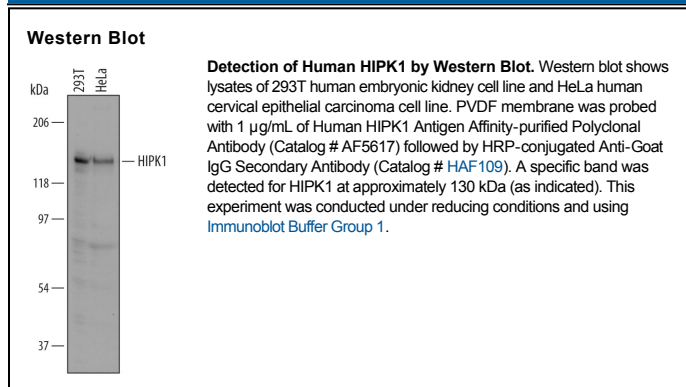 Western Blot
kDa
293T
HeLa
206
HIPK1
118
97
54
37
Detection of Human HIPK1 by Western Blot. Western blot shows
lysates of 293T human embryonic kidney cell line and HeLa human
cervical epithelial carcinoma cell line. PVDF membrane was probed
with 1 µg/mL of Human HIPK1 Antigen Affinity-purified Polyclonal
Antibody (Catalog # AF5617) followed by HRP-conjugated Anti-Goat
IgG Secondary Antibody (Catalog # HAF109). A specific band was
detected for HIPK1 at approximately 130 kDa (as indicated). This
experiment was conducted under reducing conditions and using
Immunoblot Buffer Group 1.